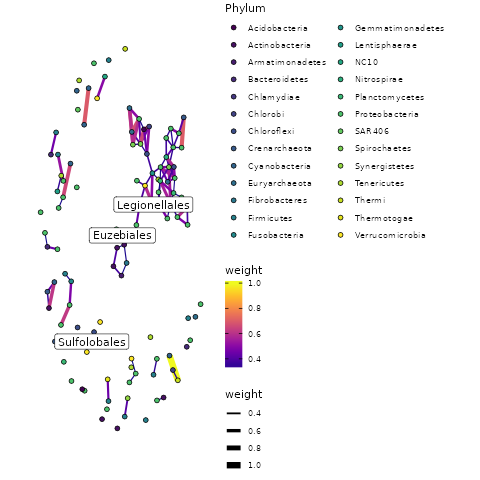 Phylum
Acidobacteria
Actinobacteria
Armatimonadetes
Bacteroidetes
Chlamydiae
Chlorobi
Chloroflexi
Crenarchaeota
Cyanobacteria
Euryarchaeota
Fibrobacteres
Firmicutes
Fusobacteria
Gemmatimonadetes
Lentisphaerae
NC10
Nitrospirae
Planctomycetes
Proteobacteria
SAR406
Spirochaetes
Synergistetes
Tenericutes
Thermi
Thermotogae
Verrucomicrobia
Legionellales
Euzebiales
Sulfolobales
weight
1.0
0.8
0.6
0.4
weight
0.4
0.6
0.8
1.0